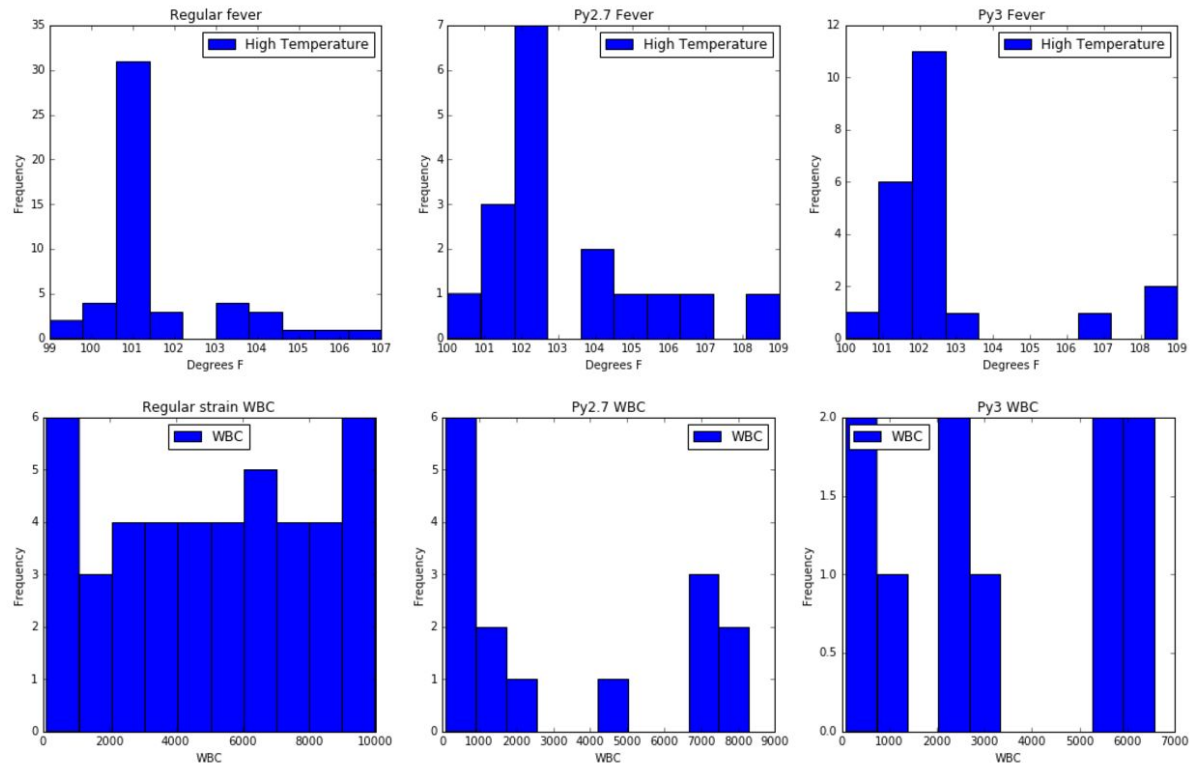 Regular fever
High Temperature
35
30
25
20
15
10
5
0
Frequency
99 100 101 102 103 104 105 106 107
Degrees F
Py2.7 Fever
High Temperature
7
6
5
4
3
2
1
0
Frequency
100 101 102 103 104 105 106 107 108 109
Degrees F
Py3 Fever
High Temperature
12
10
8
6
4
2
0
Frequency
100 101 102 103 104 105 106 107 108 109
Degrees F
Regular strain WBC
WBC
6
5
4
3
2
1
0
Frequency
0 2000 4000 6000 8000 10000
WBC
Py2.7 WBC
WBC
6
5
4
3
2
1
0
Frequency
0 1000 2000 3000 4000 5000 6000 7000 8000 9000
WBC
Py3 WBC
WBC
2.0
1.5
1.0
0.5
0.0
Frequency
0 1000 2000 3000 4000 5000 6000 7000
WBC